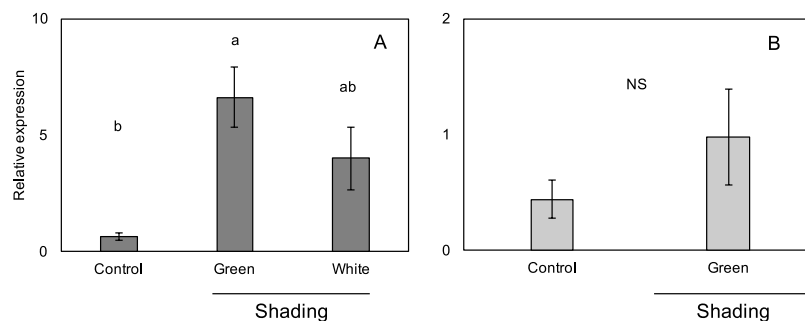 10
5
0
Relative expression
A
a
ab
b
Control Green White
Shading
2
1
0
B
NS
Control Green
Shading